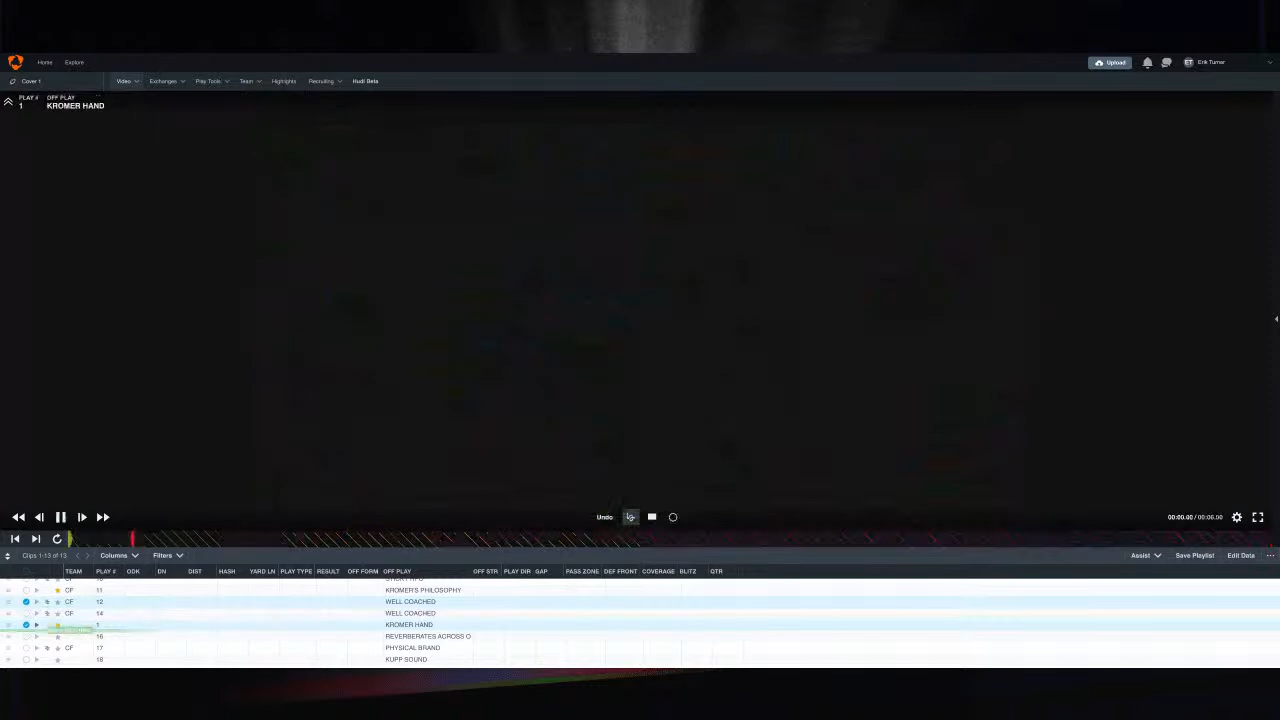 Home Explore Upload ET Erik Turner
Cover 1 Video Exchanges Play Tools Team Highlights Recruiting Hudl Beta
PLAY # OFF PLAY
1 KROMER HAND
Undo 00:00.00 / 00:06.00
Clips 1-13 of 13 Columns Filters Assist Save Playlist Edit Data
TEAM PLAY # ODK DN DIST HASH YARD LN PLAY TYPE RESULT OFF FORM OFF PLAY OFF STR PLAY DIR GAP PASS ZONE DEF FRONT COVERAGE BLITZ QTR
11 KROMER'S PHILOSOPHY
CF 12 WELL COACHED
CF 14 WELL COACHED
1 KROMER HAND
16 REVERBERATES ACROSS O
CF 17 PHYSICAL BRAND
18 KUPP SOUND